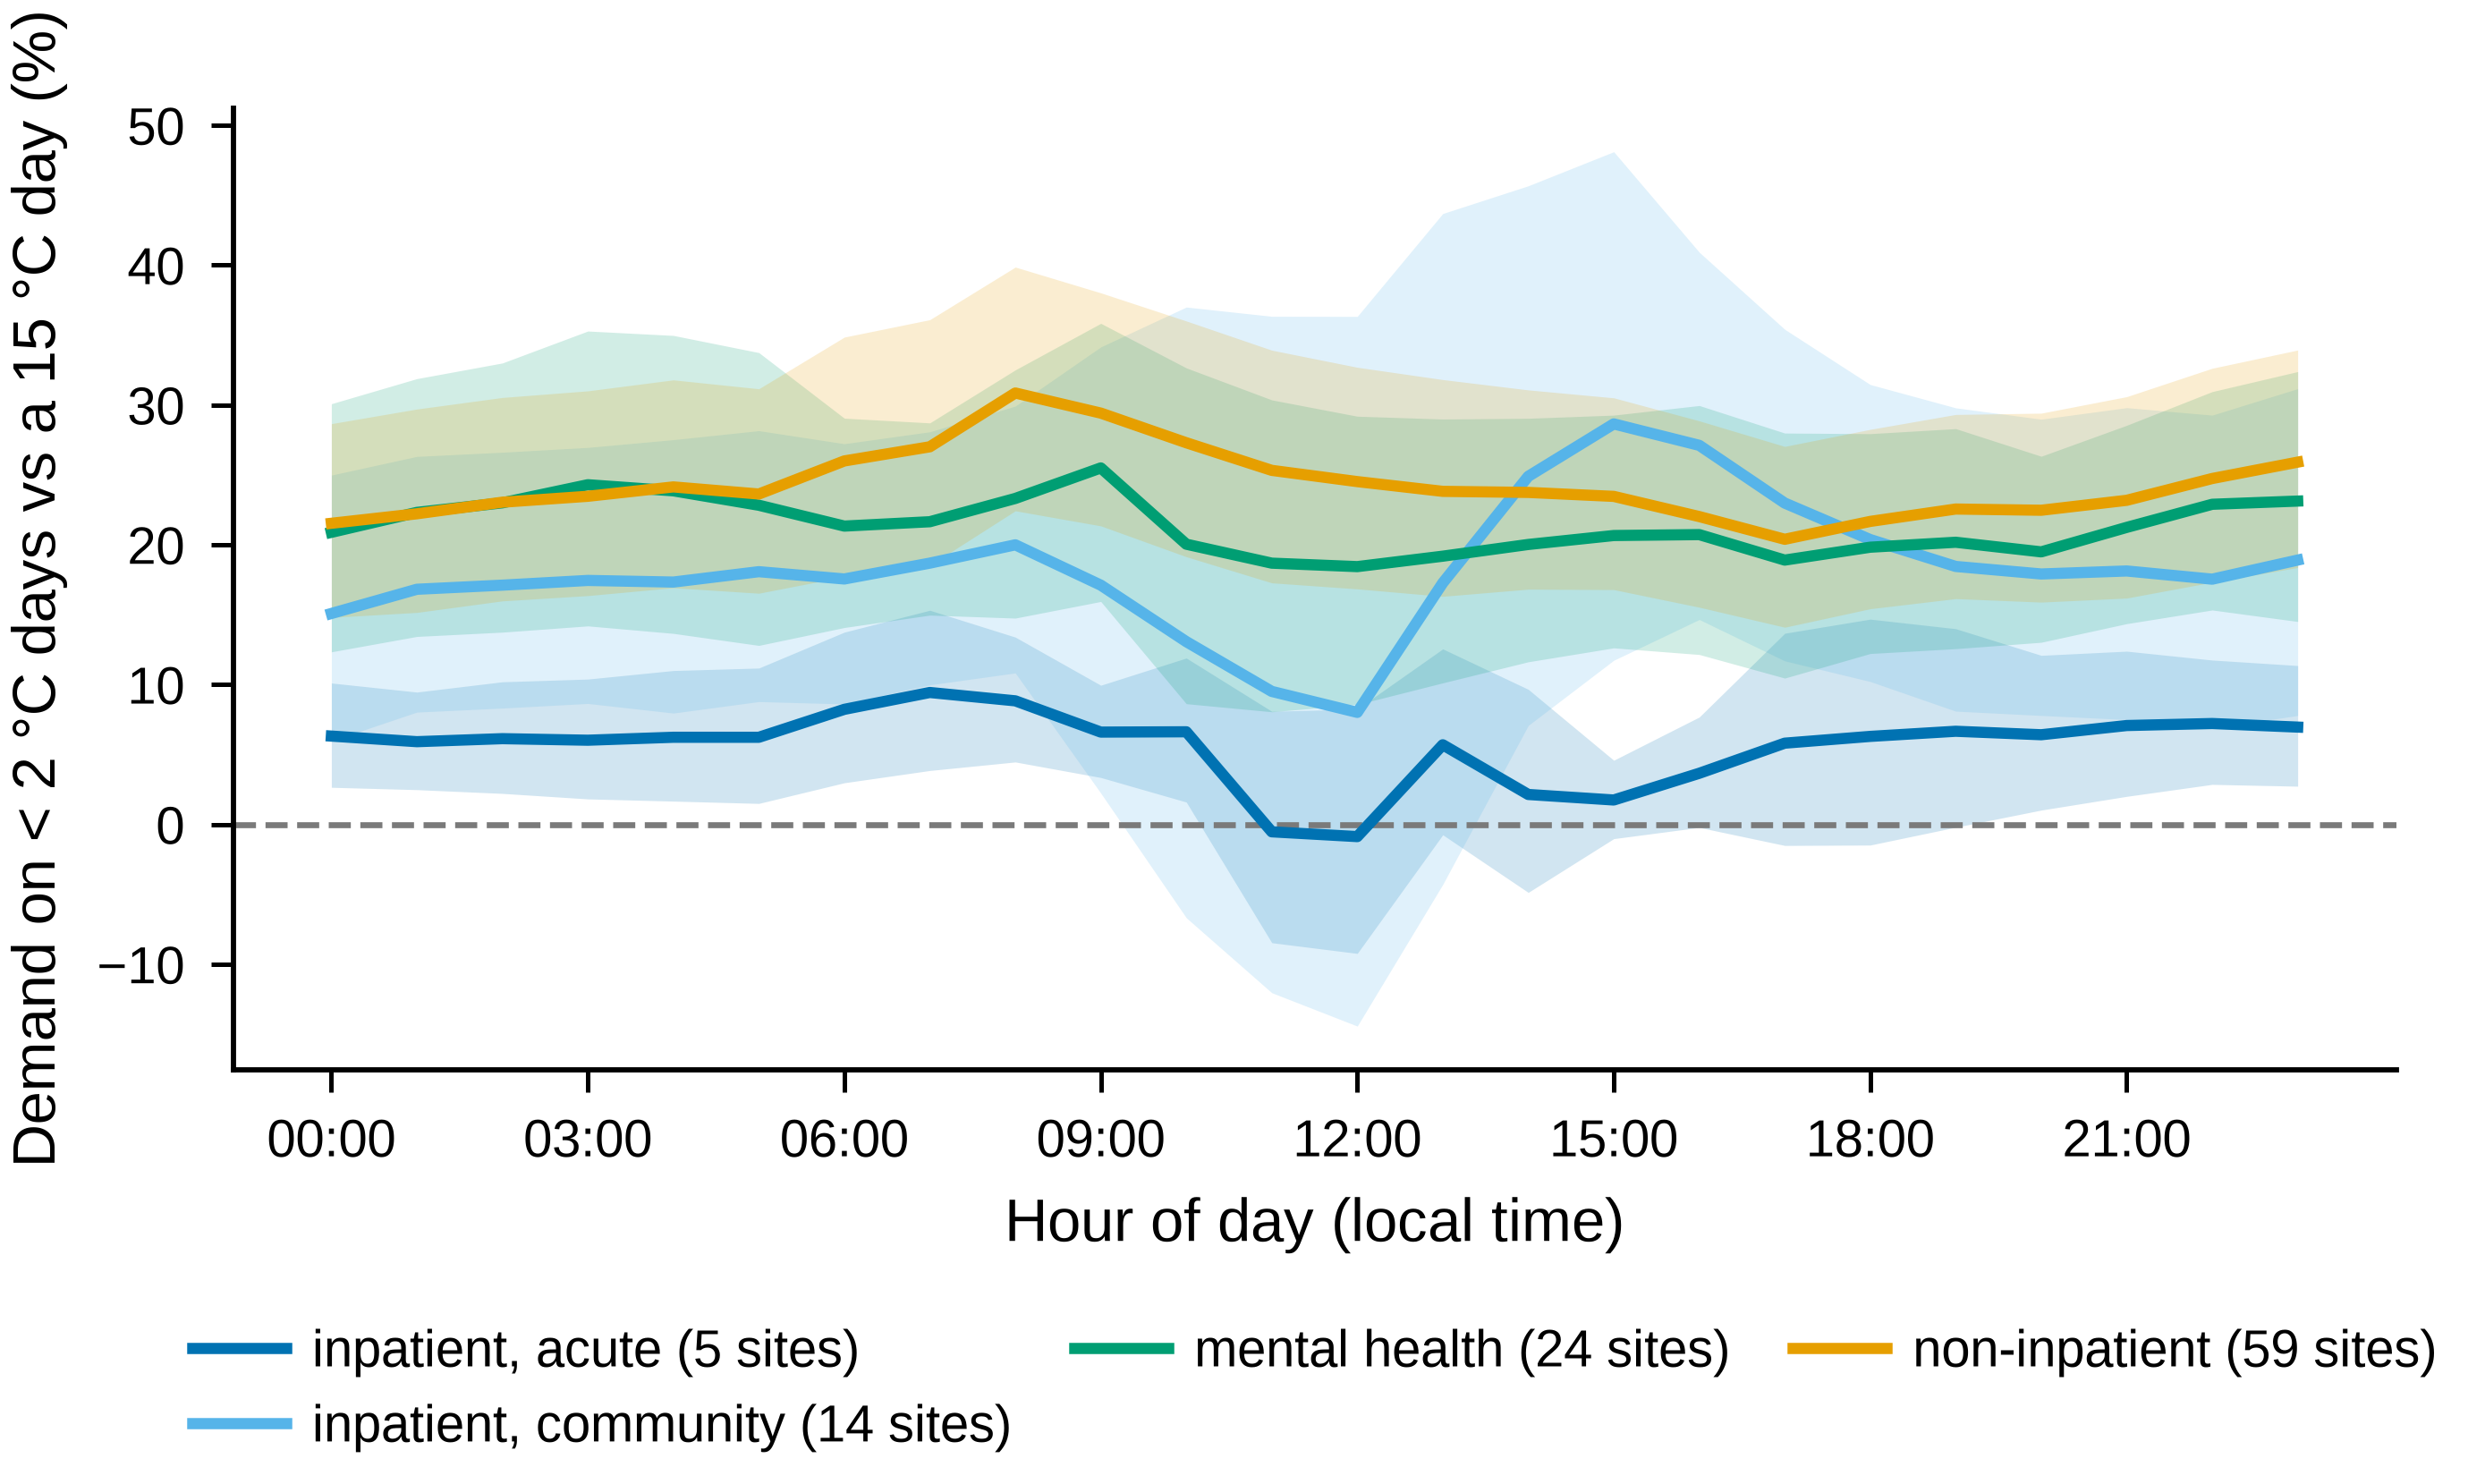 Demand on < 2 °C days vs a 15 °C day (%)
50
40
30
20
10
0
−10
00:00 03:00 06:00 09:00 12:00 15:00 18:00 21:00
Hour of day (local time)
inpatient, acute (5 sites) mental health (24 sites) non-inpatient (59 sites)
inpatient, community (14 sites)